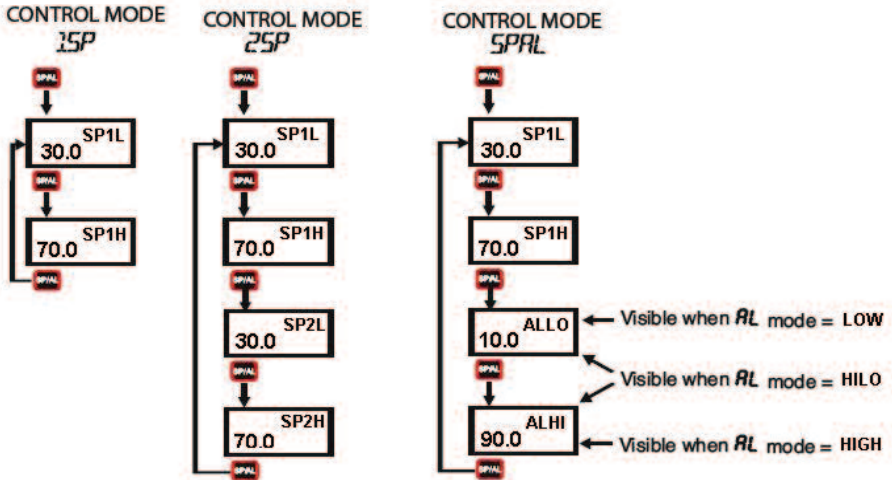 CONTROL MODE
1SP
SP/AL
SP1L
30.0
SP/AL
SP1H
70.0
SP/AL
CONTROL MODE
2SP
SP/AL
SP1L
30.0
SP/AL
SP1H
70.0
SP/AL
SP2L
30.0
SP/AL
SP2H
70.0
SP/AL
CONTROL MODE
SPAL
SP/AL
SP1L
30.0
SP/AL
SP1H
70.0
SP/AL
ALLO
10.0
SP/AL
ALHI
90.0
SP/AL
Visible when AL mode = LOW
Visible when AL mode = HILO
Visible when AL mode = HIGH